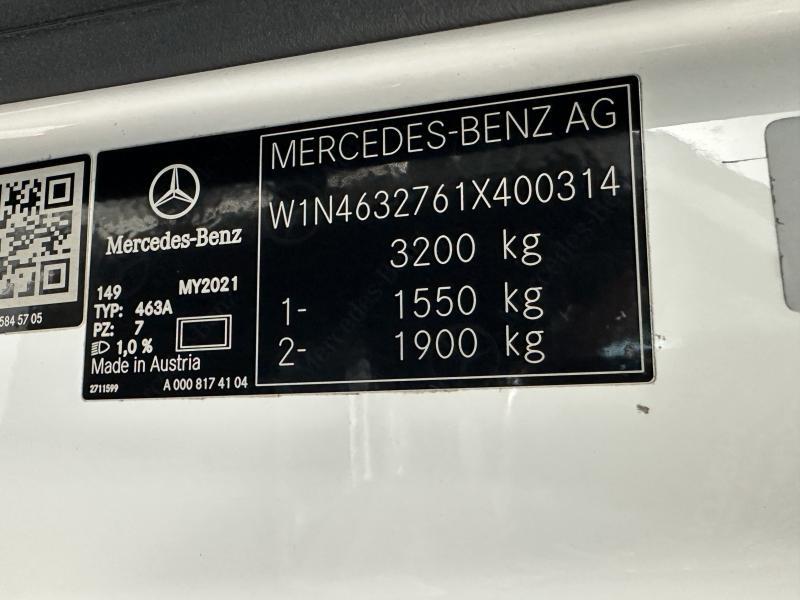 MERCEDES-BENZ AG
W1N4632761X400314
3200 kg
1- 1550 kg
2- 1900 kg
Mercedes-Benz
149 MY2021
TYP: 463A
PZ: 7
1,0 %
Made in Austria
2711599 A 000 817 41 04
584 57 05